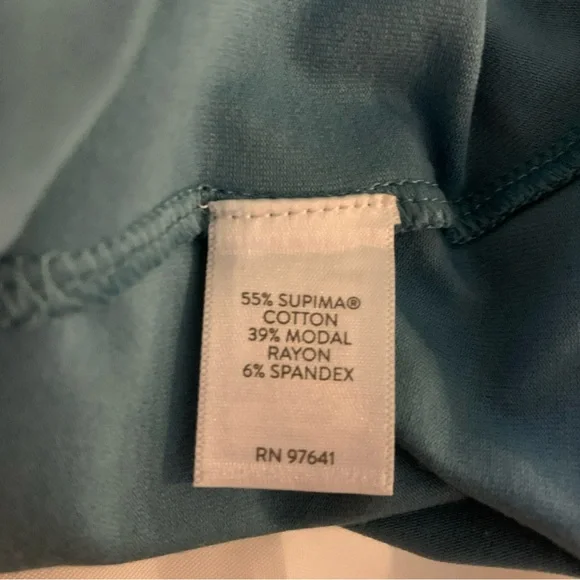 55% SUPIMA®
COTTON
39% MODAL
RAYON
6% SPANDEX
RN 97641